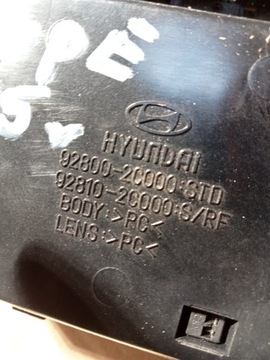 HYUNDAI
92800-2C000:STD
92810-2C000:S/RF
BODY:>PC<
LENS:>PC<